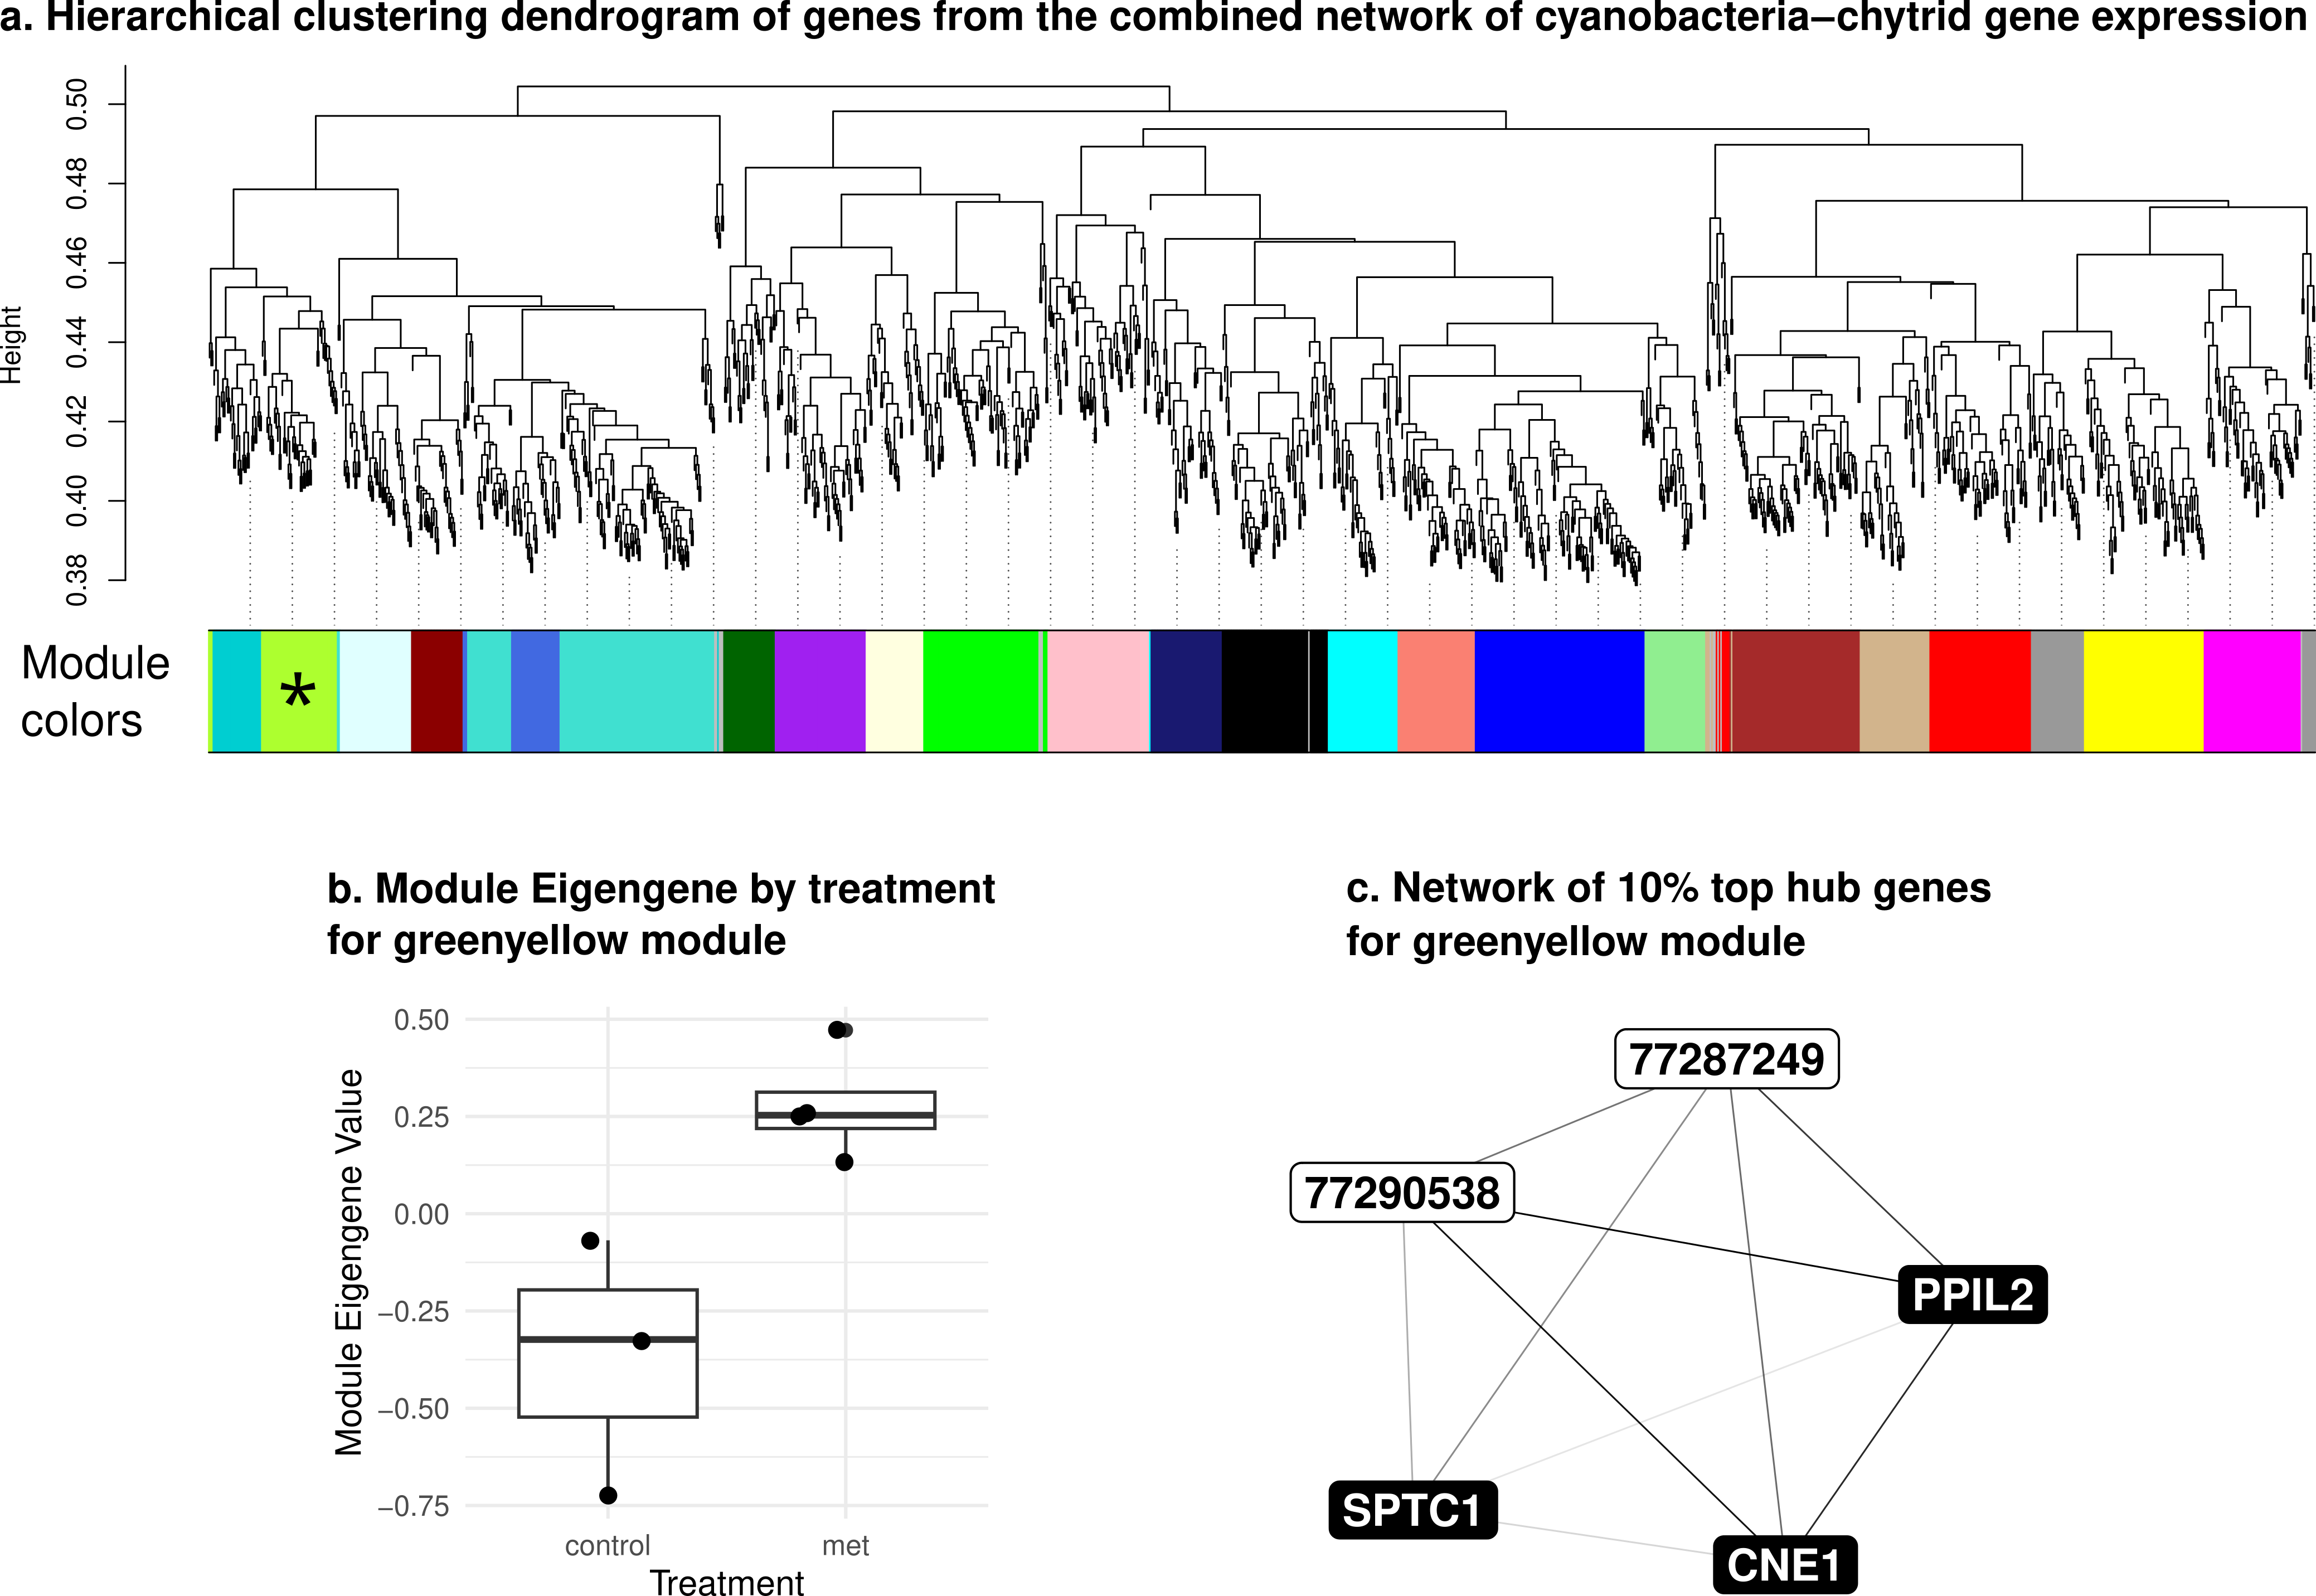 a. Hierarchical clustering dendrogram of genes from the combined network of cyanobacteria−chytrid gene expression
Height
0.50
0.48
0.46
0.44
0.42
0.40
0.38
Module
colors
*
b. Module Eigengene by treatment
for greenyellow module
Module Eigengene Value
0.50
0.25
0.00
−0.25
−0.50
−0.75
control met
Treatment
c. Network of 10% top hub genes
for greenyellow module
77287249
77290538
PPIL2
SPTC1
CNE1